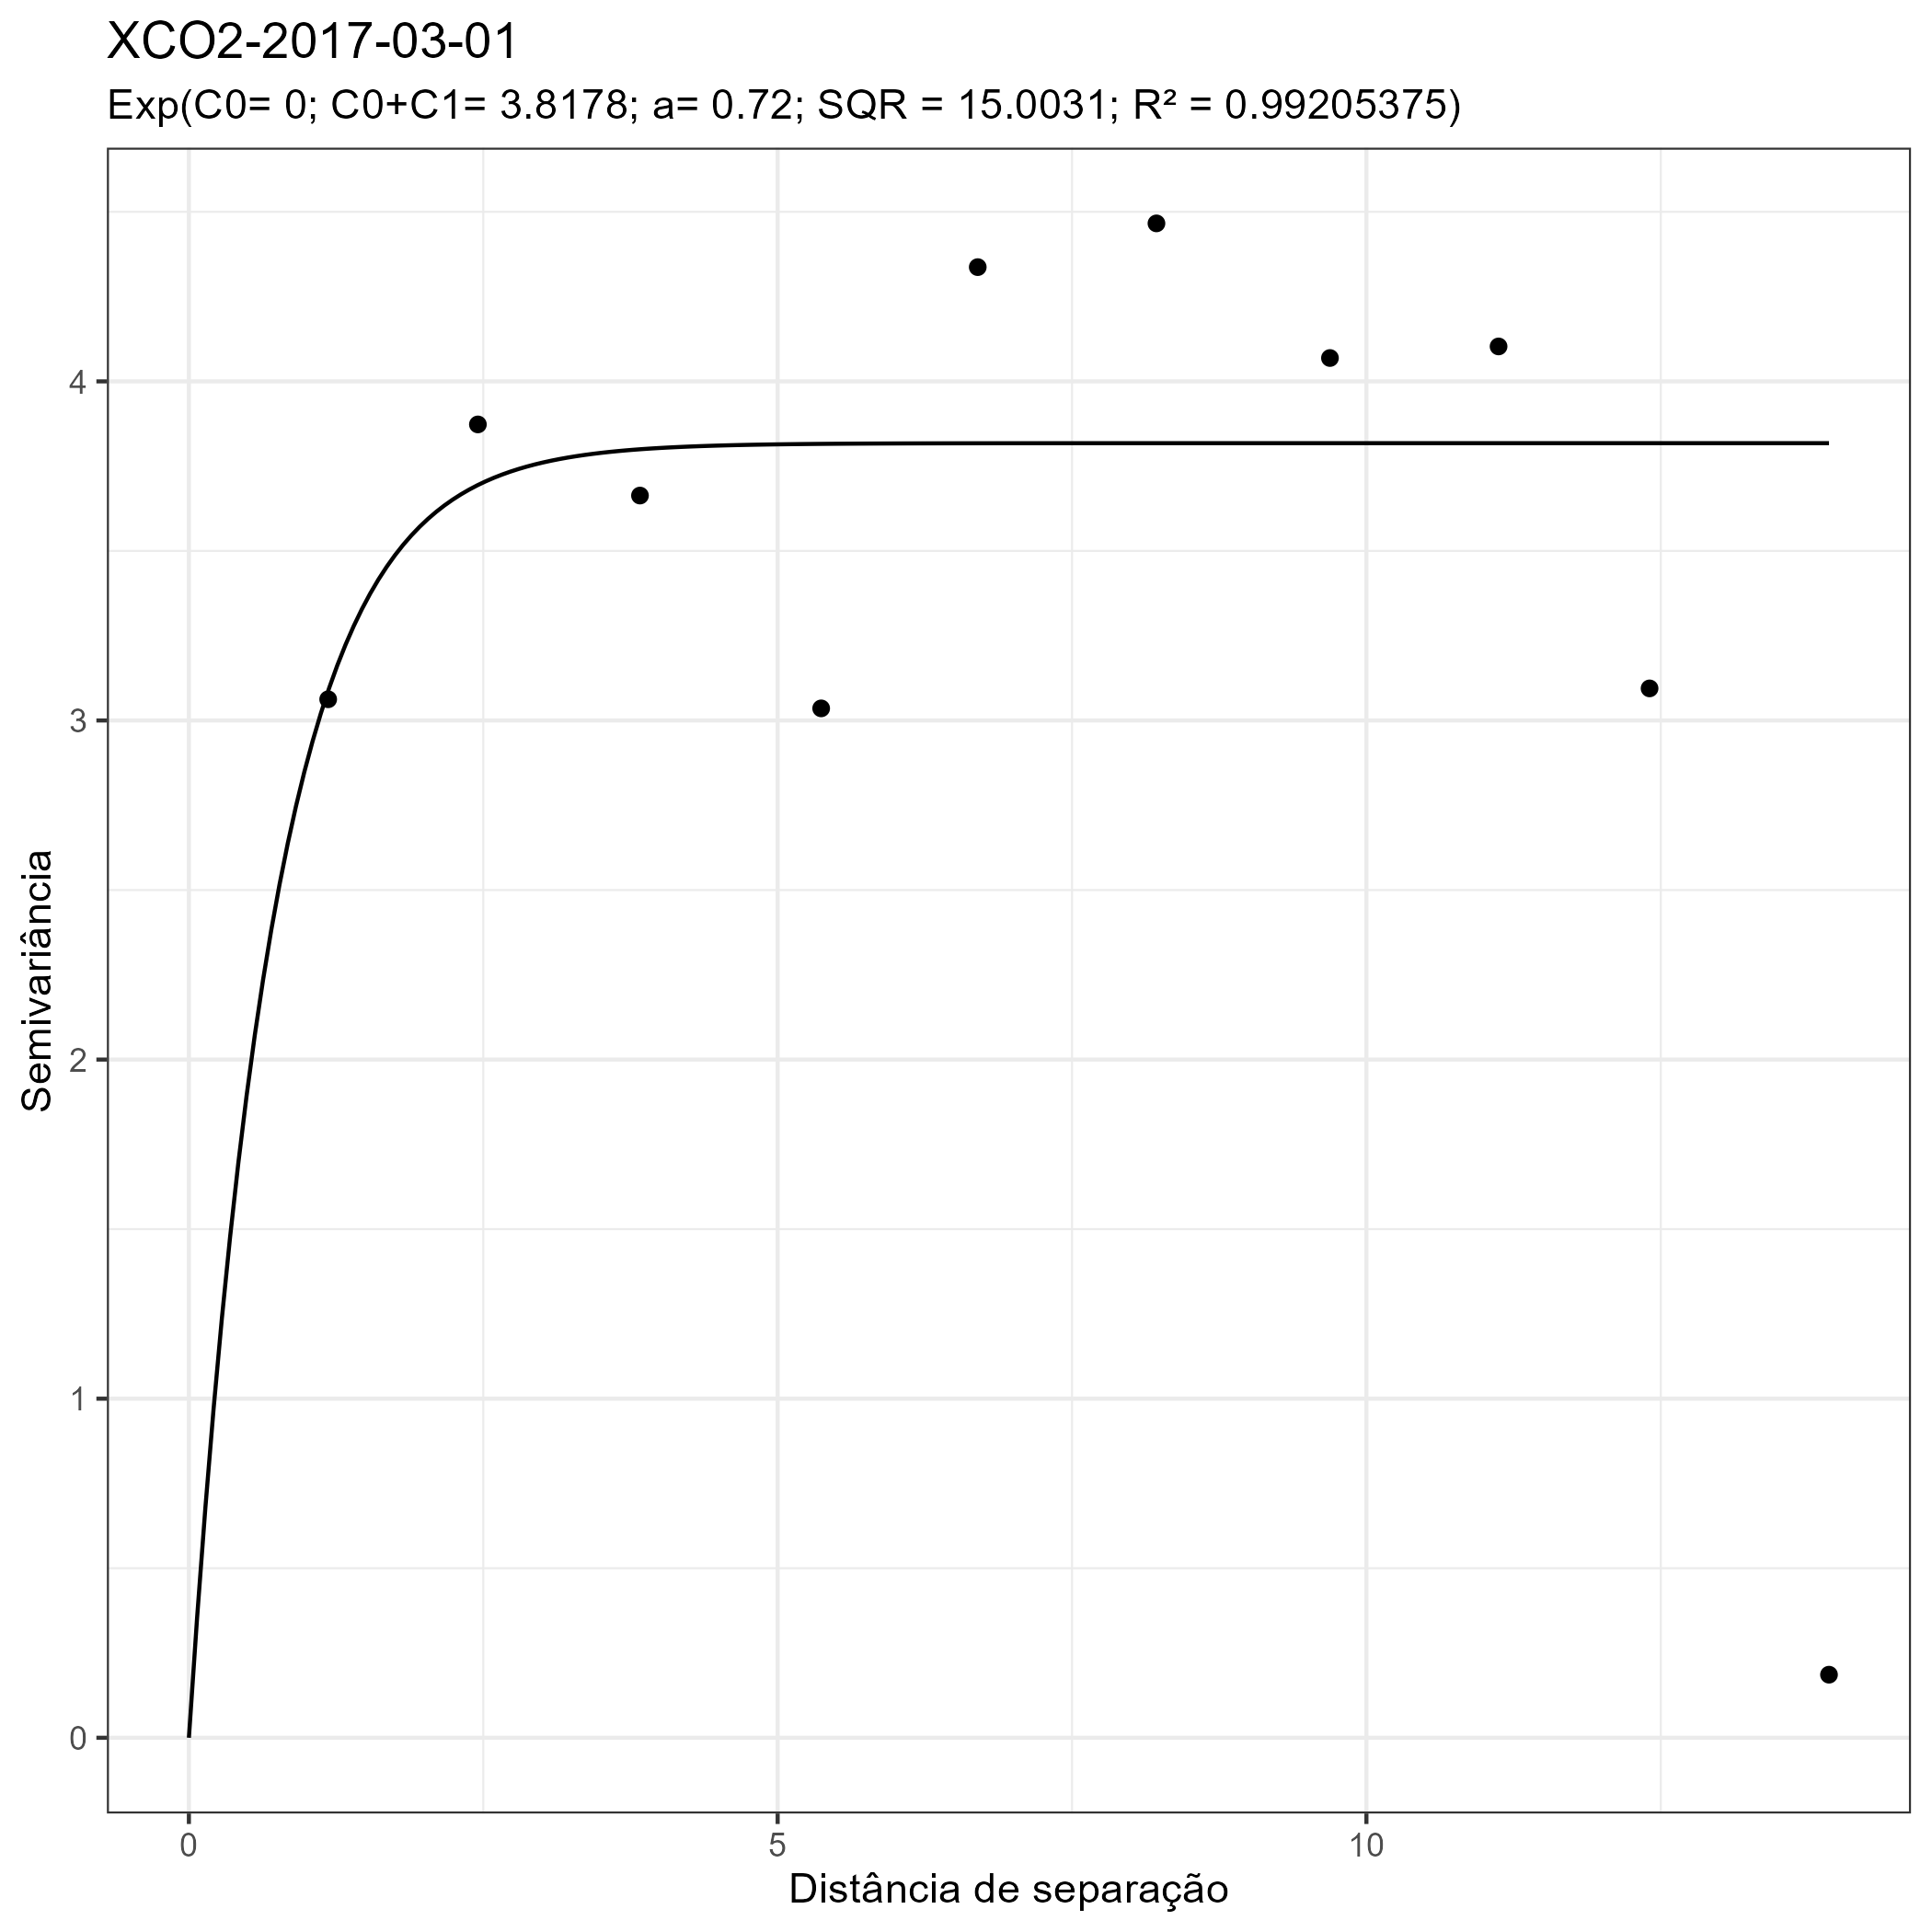 XCO2-2017-03-01
Exp(C0= 0; C0+C1= 3.8178; a= 0.72; SQR = 15.0031; R² = 0.99205375)
Semivariância
4
3
2
1
0
0 5 10
Distância de separação